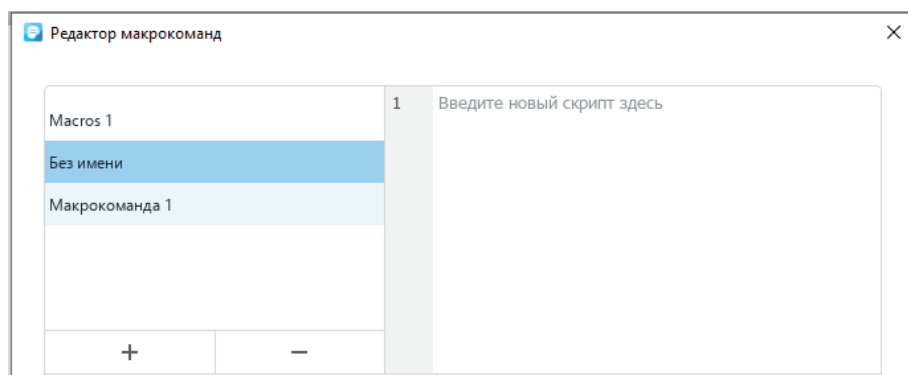 Редактор макрокоманд
Macros 1
Без имени
Макрокоманда 1
+ −
1 Введите новый скрипт здесь